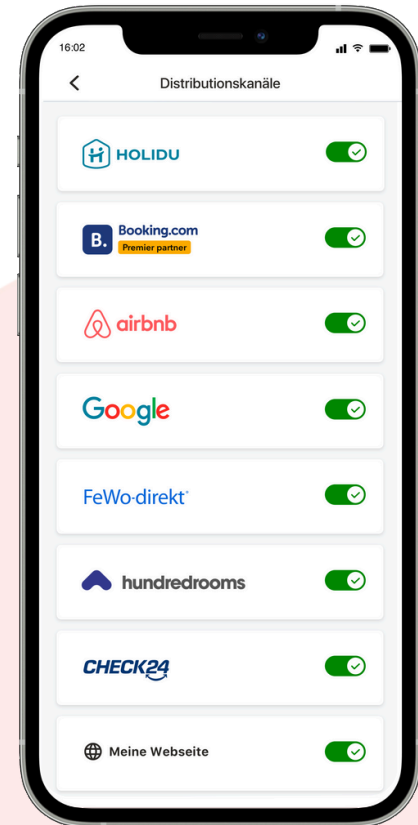 16:02
Distributionskanäle
HOLIDU
B.
Booking.com
Premier partner
airbnb
Google
FeWo-direkt
hundredrooms
CHECK24
Meine Webseite